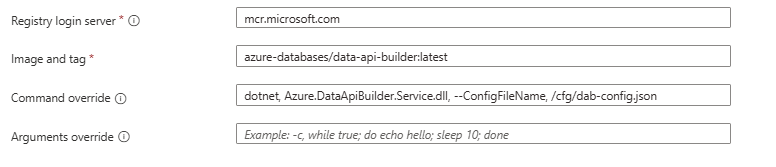 Registry login server * mcr.microsoft.com
Image and tag * azure-databases/data-api-builder:latest
Command override dotnet, Azure.DataApiBuilder.Service.dll, --ConfigFileName, /cfg/dab-config.json
Arguments override Example: -c, while true; do echo hello; sleep 10; done